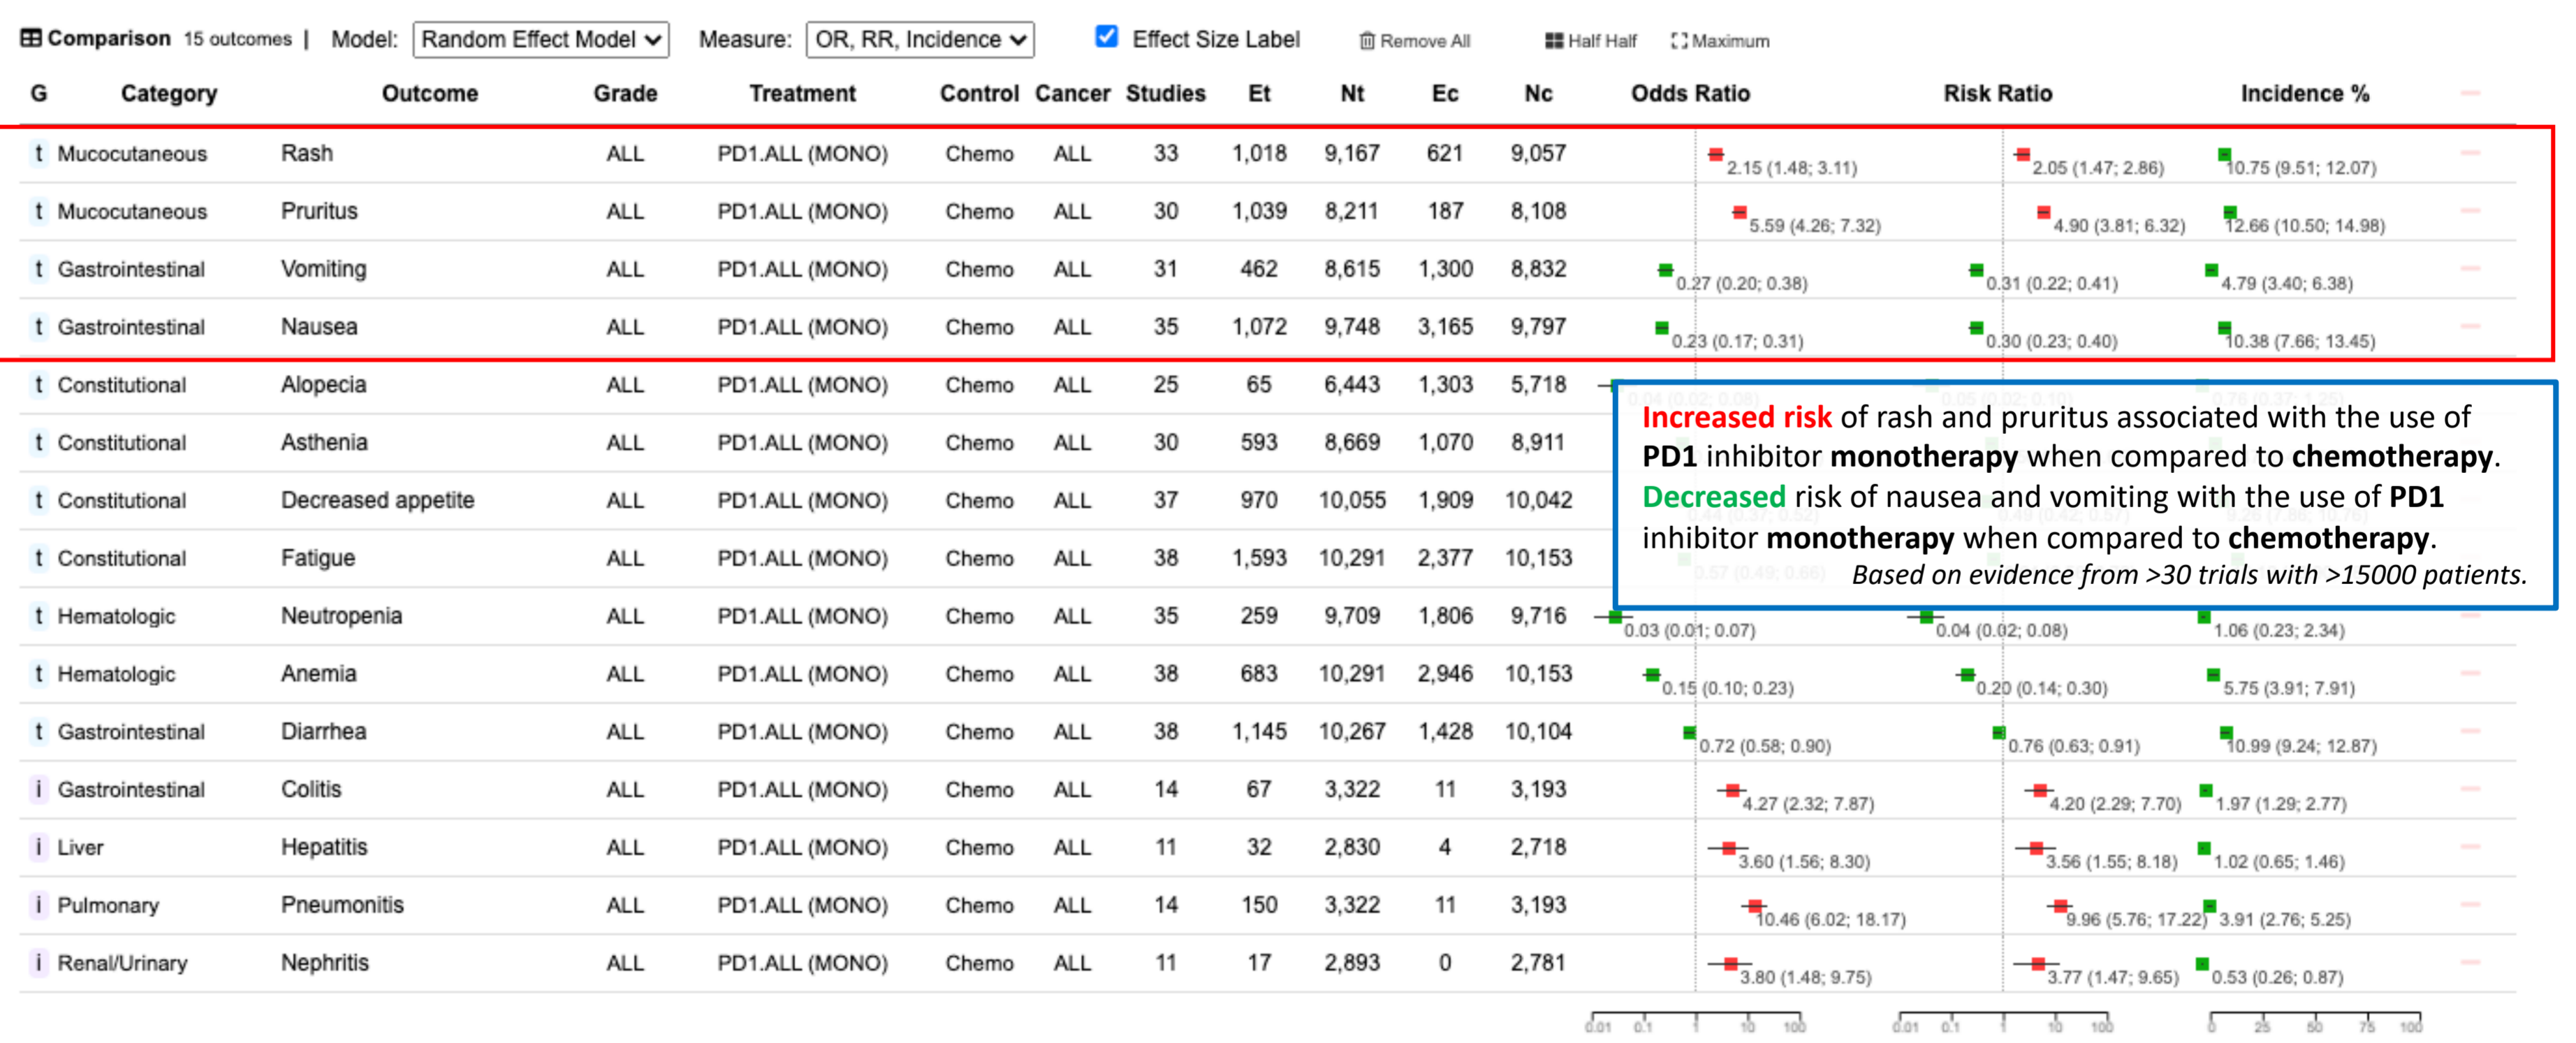 Comparison 15 outcomes | Model: Random Effect Model Measure: OR, RR, Incidence Effect Size Label Remove All Half Half Maximum
G Category Outcome Grade Treatment Control Cancer Studies Et Nt Ec Nc Odds Ratio Risk Ratio Incidence %
t Mucocutaneous Rash ALL PD1.ALL (MONO) Chemo ALL 33 1,018 9,167 621 9,057 2.15 (1.48; 3.11) 2.05 (1.47; 2.86) 10.75 (9.51; 12.07)
t Mucocutaneous Pruritus ALL PD1.ALL (MONO) Chemo ALL 30 1,039 8,211 187 8,108 5.59 (4.26; 7.32) 4.90 (3.81; 6.32) 12.66 (10.50; 14.98)
t Gastrointestinal Vomiting ALL PD1.ALL (MONO) Chemo ALL 31 462 8,615 1,300 8,832 0.27 (0.20; 0.38) 0.31 (0.22; 0.41) 4.79 (3.40; 6.38)
t Gastrointestinal Nausea ALL PD1.ALL (MONO) Chemo ALL 35 1,072 9,748 3,165 9,797 0.23 (0.17; 0.31) 0.30 (0.23; 0.40) 10.38 (7.66; 13.45)
t Constitutional Alopecia ALL PD1.ALL (MONO) Chemo ALL 25 65 6,443 1,303 5,718
t Constitutional Asthenia ALL PD1.ALL (MONO) Chemo ALL 30 593 8,669 1,070 8,911
t Constitutional Decreased appetite ALL PD1.ALL (MONO) Chemo ALL 37 970 10,055 1,909 10,042
t Constitutional Fatigue ALL PD1.ALL (MONO) Chemo ALL 38 1,593 10,291 2,377 10,153
Increased risk of rash and pruritus associated with the use of
PD1 inhibitor monotherapy when compared to chemotherapy.
Decreased risk of nausea and vomiting with the use of PD1
inhibitor monotherapy when compared to chemotherapy.
Based on evidence from >30 trials with >15000 patients.
t Hematologic Neutropenia ALL PD1.ALL (MONO) Chemo ALL 35 259 9,709 1,806 9,716 0.03 (0.01; 0.07) 0.04 (0.02; 0.08) 1.06 (0.23; 2.34)
t Hematologic Anemia ALL PD1.ALL (MONO) Chemo ALL 38 683 10,291 2,946 10,153 0.15 (0.10; 0.23) 0.20 (0.14; 0.30) 5.75 (3.91; 7.91)
t Gastrointestinal Diarrhea ALL PD1.ALL (MONO) Chemo ALL 38 1,145 10,267 1,428 10,104 0.72 (0.58; 0.90) 0.76 (0.63; 0.91) 10.99 (9.24; 12.87)
i Gastrointestinal Colitis ALL PD1.ALL (MONO) Chemo ALL 14 67 3,322 11 3,193 4.27 (2.32; 7.87) 4.20 (2.29; 7.70) 1.97 (1.29; 2.77)
i Liver Hepatitis ALL PD1.ALL (MONO) Chemo ALL 11 32 2,830 4 2,718 3.60 (1.56; 8.30) 3.56 (1.55; 8.18) 1.02 (0.65; 1.46)
i Pulmonary Pneumonitis ALL PD1.ALL (MONO) Chemo ALL 14 150 3,322 11 3,193 10.46 (6.02; 18.17) 9.96 (5.76; 17.22) 3.91 (2.76; 5.25)
i Renal/Urinary Nephritis ALL PD1.ALL (MONO) Chemo ALL 11 17 2,893 0 2,781 3.80 (1.48; 9.75) 3.77 (1.47; 9.65) 0.53 (0.26; 0.87)
0.01 0.1 1 10 100 0.01 0.1 1 10 100 0 25 50 75 100